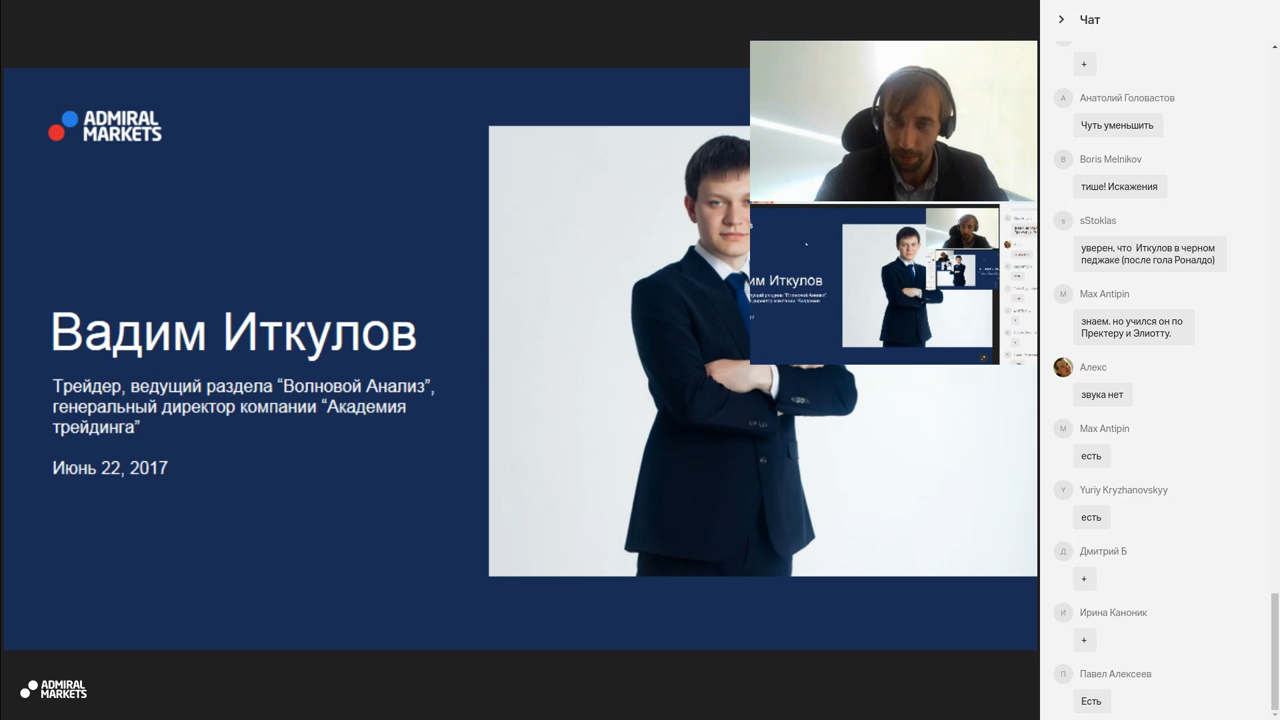 ADMIRAL
MARKETS
Вадим Иткулов
Трейдер, ведущий раздела “Волновой Анализ”,
генеральный директор компании “Академия
трейдинга”
Июнь 22, 2017
им Иткулов
ADMIRAL
MARKETS
Чат
+
А
Анатолий Головастов
Чуть уменьшить
B
Boris Melnikov
тише! Искажения
s
sStoklas
уверен, что Иткулов в черном
педжаке (после гола Роналдо)
M
Max Antipin
знаем. но учился он по
Пректеру и Элиотту.
Алекс
звука нет
M
Max Antipin
есть
Y
Yuriy Kryzhanovskyy
есть
Д
Дмитрий Б
+
И
Ирина Каноник
+
П
Павел Алексеев
Есть